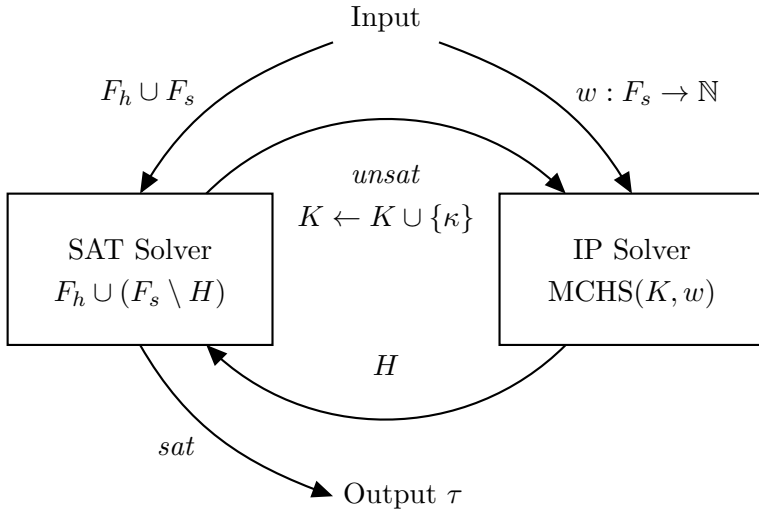 Input
F_h ∪ F_s
w : F_s → ℕ
unsat
K ← K ∪ {κ}
SAT Solver
F_h ∪ (F_s \ H)
IP Solver
MCHS(K, w)
H
sat
Output τ